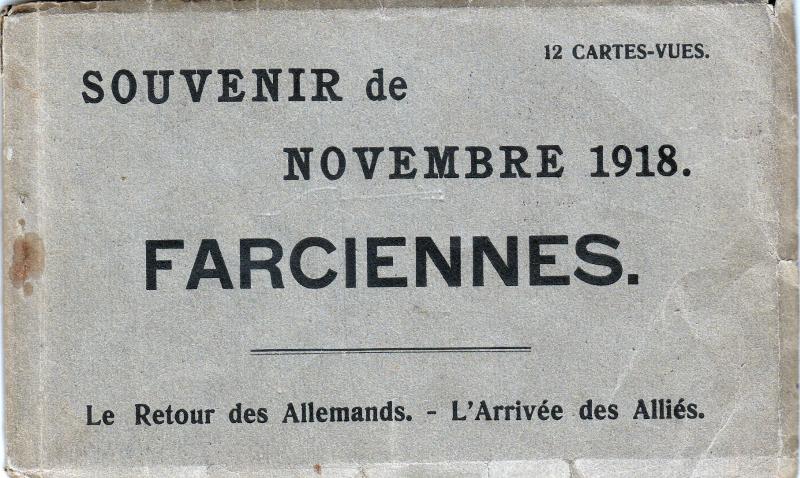 12 CARTES-VUES.
SOUVENIR de
NOVEMBRE 1918.
FARCIENNES.
Le Retour des Allemands. - L'Arrivée des Alliés.